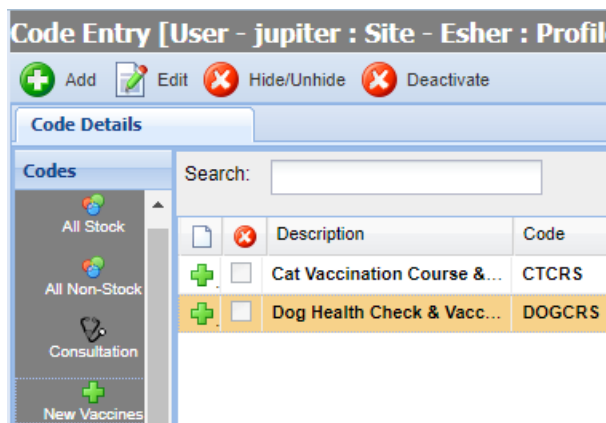 Code Entry [User - jupiter : Site - Esher : Profil
Add Edit Hide/Unhide Deactivate
Code Details
Codes
Search:
All Stock
All Non-Stock
Consultation
New Vaccines
Description Code
Cat Vaccination Course &... CTCRS
Dog Health Check & Vacc... DOGCRS